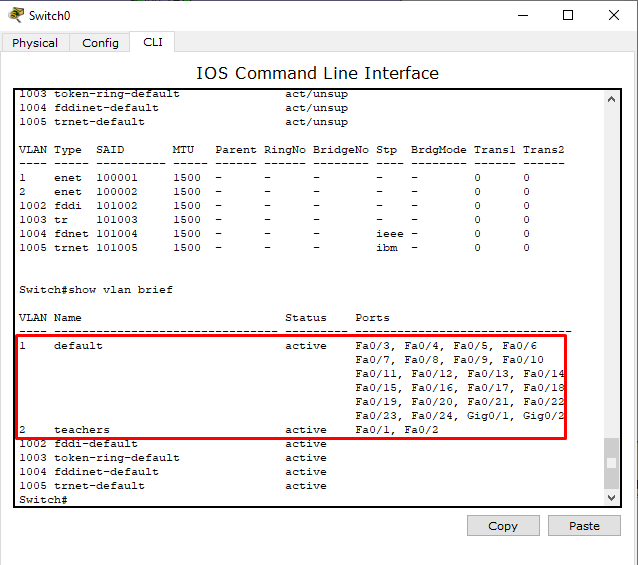 Switch0
Physical Config CLI
IOS Command Line Interface
1003 token-ring-default act/unsup
1004 fddinet-default act/unsup
1005 trnet-default act/unsup
VLAN Type SAID MTU Parent RingNo BridgeNo Stp BrdgMode Trans1 Trans2
---- ----- ---------- ----- ------ ------ -------- ---- -------- ------ ------
1 enet 100001 1500 - - - - - 0 0
2 enet 100002 1500 - - - - - 0 0
1002 fddi 101002 1500 - - - - - 0 0
1003 tr 101003 1500 - - - - - 0 0
1004 fdnet 101004 1500 - - - ieee - 0 0
1005 trnet 101005 1500 - - - ibm - 0 0
Switch#show vlan brief
VLAN Name Status Ports
---- -------------------------------- --------- -------------------------------
1 default active Fa0/3, Fa0/4, Fa0/5, Fa0/6
Fa0/7, Fa0/8, Fa0/9, Fa0/10
Fa0/11, Fa0/12, Fa0/13, Fa0/14
Fa0/15, Fa0/16, Fa0/17, Fa0/18
Fa0/19, Fa0/20, Fa0/21, Fa0/22
Fa0/23, Fa0/24, Gig0/1, Gig0/2
2 teachers active Fa0/1, Fa0/2
1002 fddi-default active
1003 token-ring-default active
1004 fddinet-default active
1005 trnet-default active
Switch#
Copy Paste